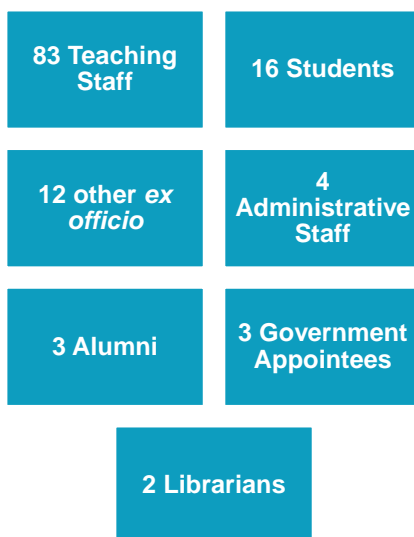 83 Teaching
Staff
16 Students
12 other ex
officio
4
Administrative
Staff
3 Alumni
3 Government
Appointees
2 Librarians